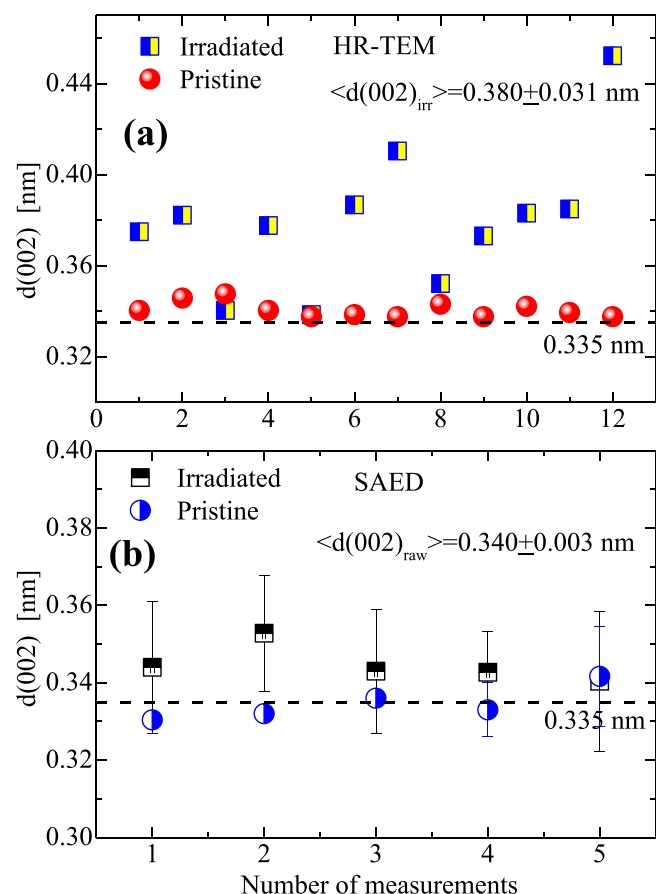 Irradiated
HR-TEM
Pristine
<d(002)irr>=0.380±0.031 nm
(a)
0.44
0.40
0.36
0.32
d(002) [nm]
0.335 nm
0 2 4 6 8 10 12
0.40
Irradiated
SAED
Pristine
0.38
<d(002)raw>=0.340±0.003 nm
(b)
0.36
0.34
0.32
0.30
d(002) [nm]
0.335 nm
1 2 3 4 5
Number of measurements